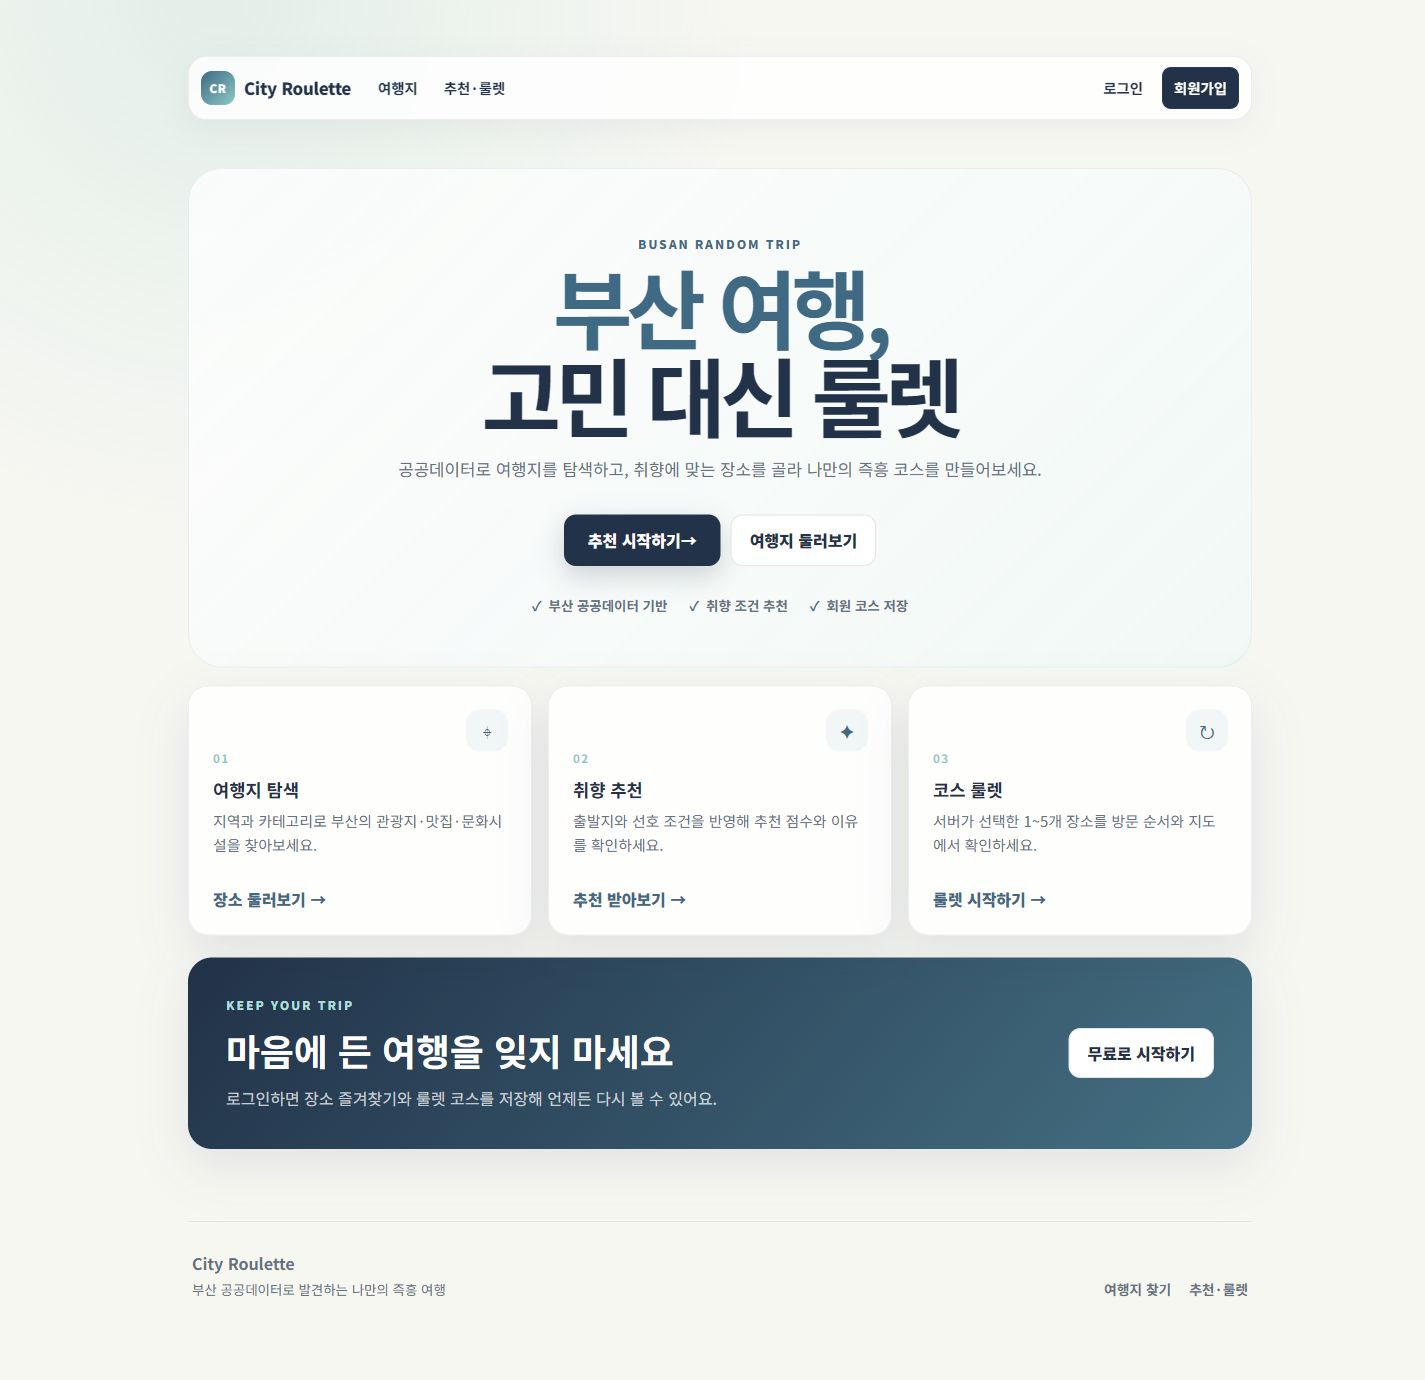 CR City Roulette 여행지 추천·룰렛 로그인 회원가입
BUSAN RANDOM TRIP
부산 여행,
고민 대신 룰렛
공공데이터로 여행지를 탐색하고, 취향에 맞는 장소를 골라 나만의 즉흥 코스를 만들어보세요.
추천 시작하기→ 여행지 둘러보기
✓ 부산 공공데이터 기반 ✓ 취향 조건 추천 ✓ 회원 코스 저장
01
여행지 탐색
지역과 카테고리로 부산의 관광지·맛집·문화시
설을 찾아보세요.
장소 둘러보기 →
02
취향 추천
출발지와 선호 조건을 반영해 추천 점수와 이유
를 확인하세요.
추천 받아보기 →
03
코스 룰렛
서버가 선택한 1~5개 장소를 방문 순서와 지도
에서 확인하세요.
룰렛 시작하기 →
KEEP YOUR TRIP
마음에 든 여행을 잊지 마세요
로그인하면 장소 즐겨찾기와 룰렛 코스를 저장해 언제든 다시 볼 수 있어요.
무료로 시작하기
City Roulette
부산 공공데이터로 발견하는 나만의 즉흥 여행
여행지 찾기 추천·룰렛